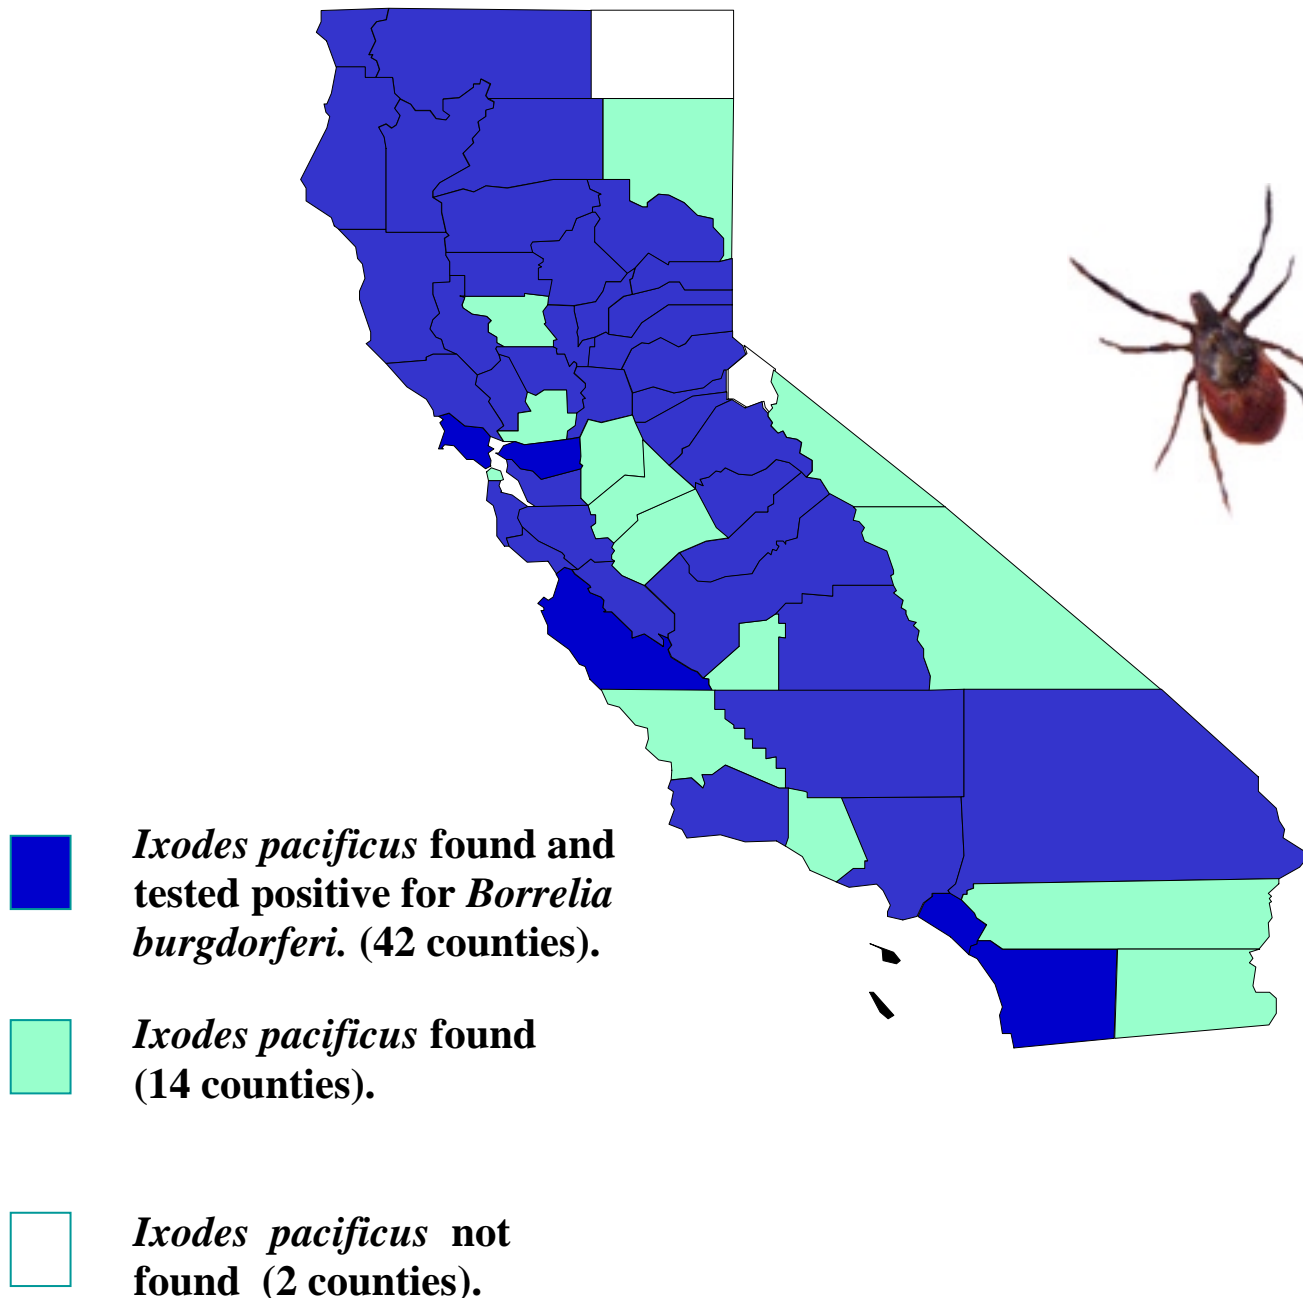 Ixodes pacificus found and
tested positive for Borrelia
burgdorferi. (42 counties).
Ixodes pacificus found
(14 counties).
Ixodes pacificus not
found (2 counties).